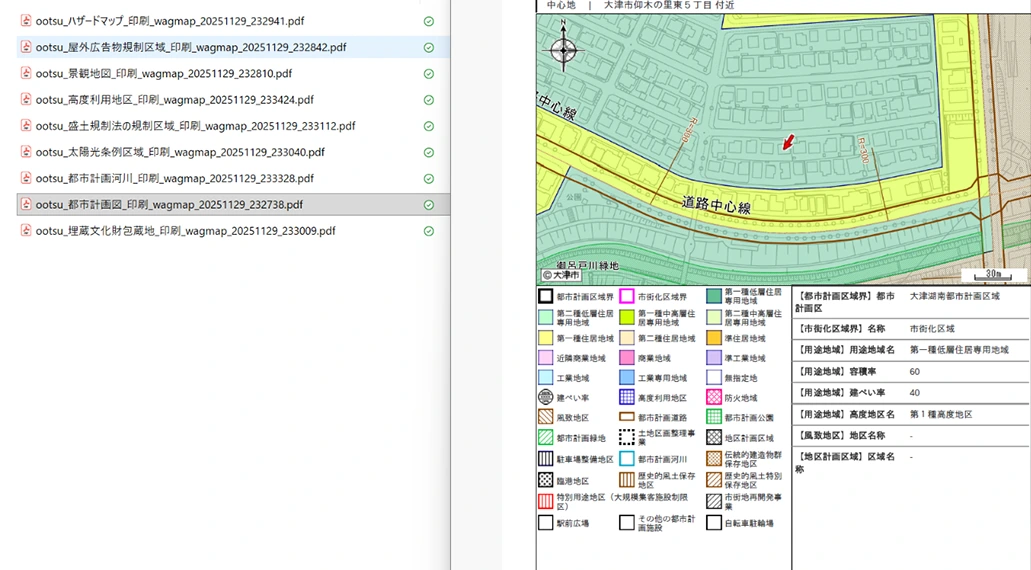 ootsu_ハザードマップ_印刷_wagmap_20251129_232941.pdf
ootsu_屋外広告物規制区域_印刷_wagmap_20251129_232842.pdf
ootsu_景観地図_印刷_wagmap_20251129_232810.pdf
ootsu_高度利用地区_印刷_wagmap_20251129_233424.pdf
ootsu_盛土規制法の規制区域_印刷_wagmap_20251129_233112.pdf
ootsu_太陽光条例区域_印刷_wagmap_20251129_233040.pdf
ootsu_都市計画河川_印刷_wagmap_20251129_233328.pdf
ootsu_都市計画図_印刷_wagmap_20251129_232738.pdf
ootsu_埋蔵文化財包蔵地_印刷_wagmap_20251129_233009.pdf
中心地 | 大津市仰木の里東5丁目 付近
N
中心線
R=300
R=300
道路中心線
公園
御呂戸川緑地
© 大津市
30m
都市計画区域界
市街化区域界
第一種低層住居専用地域
第二種低層住居専用地域
第一種中高層住居専用地域
第二種中高層住居専用地域
第一種住居地域
第二種住居地域
準住居地域
近隣商業地域
商業地域
準工業地域
工業地域
工業専用地域
無指定地
建ぺい率
高度利用地区
防火地域
風致地区
都市計画道路
都市計画公園
都市計画緑地
土地区画整理事業
地区計画区域
駐車場整備地区
都市計画河川
伝統的建造物群保存地区
臨港地区
歴史的風土保存地区
歴史的風土特別保存地区
特別用途地区（大規模集客施設制限区）
市街地再開発事業
駅前広場
その他の都市計画施設
自転車駐輪場
【都市計画区域界】都市計画区 大津湖南都市計画区域
【市街化区域界】名称 市街化区域
【用途地域】用途地域名 第一種低層住居専用地域
【用途地域】容積率 60
【用途地域】建ぺい率 40
【用途地域】高度地区名 第１種高度地区
【風致地区】地区名称 -
【地区計画区域】区域名称 -